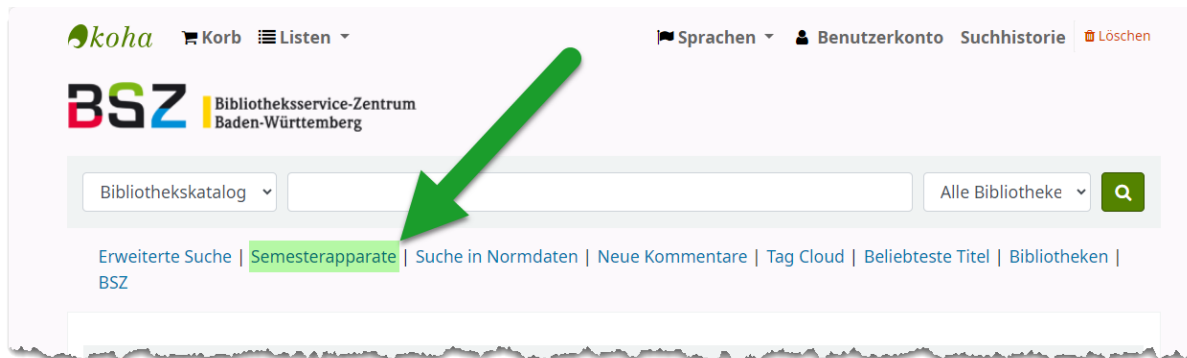 koha Korb Listen Sprachen Benutzerkonto Suchhistorie Löschen
BSZ Bibliotheksservice-Zentrum
Baden-Württemberg
Bibliothekskatalog Alle Bibliotheke
Erweiterte Suche | Semesterapparate | Suche in Normdaten | Neue Kommentare | Tag Cloud | Beliebteste Titel | Bibliotheken |
BSZ